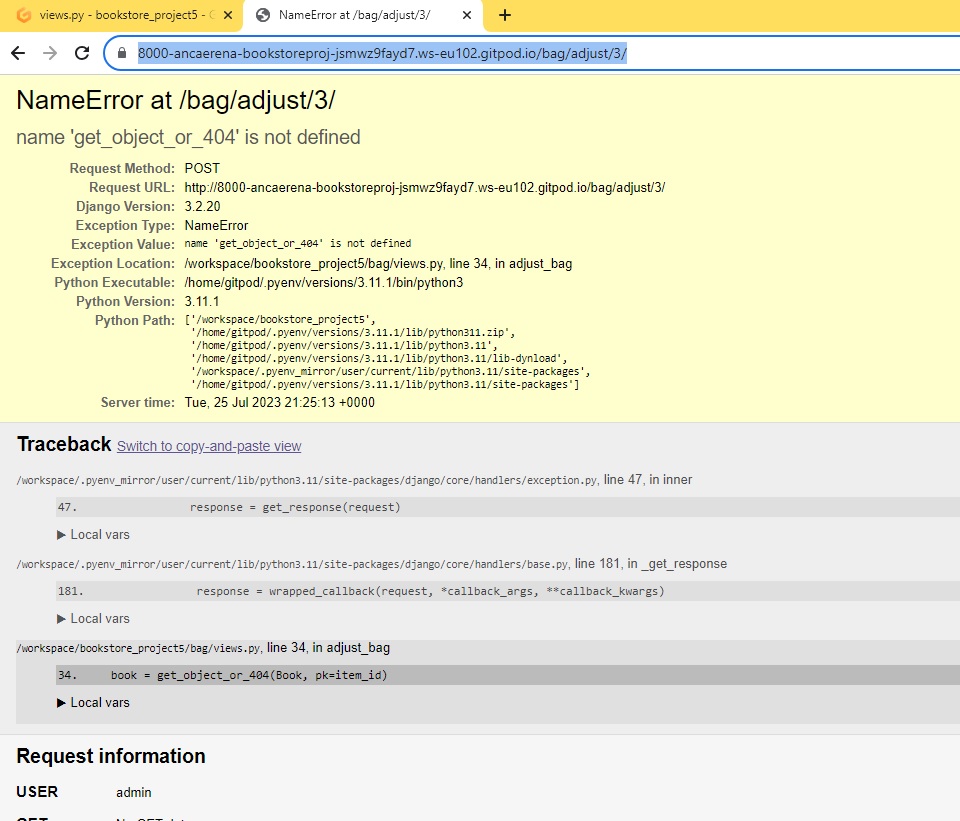 views.py - bookstore_project5 -
NameError at /bag/adjust/3/
8000-ancaerena-bookstoreproj-jsmwz9fayd7.ws-eu102.gitpod.io/bag/adjust/3/
NameError at /bag/adjust/3/
name 'get_object_or_404' is not defined
Request Method: POST
Request URL: http://8000-ancaerena-bookstoreproj-jsmwz9fayd7.ws-eu102.gitpod.io/bag/adjust/3/
Django Version: 3.2.20
Exception Type: NameError
Exception Value: name 'get_object_or_404' is not defined
Exception Location: /workspace/bookstore_project5/bag/views.py, line 34, in adjust_bag
Python Executable: /home/gitpod/.pyenv/versions/3.11.1/bin/python3
Python Version: 3.11.1
Python Path: ['/workspace/bookstore_project5',
'/home/gitpod/.pyenv/versions/3.11.1/lib/python311.zip',
'/home/gitpod/.pyenv/versions/3.11.1/lib/python3.11',
'/home/gitpod/.pyenv/versions/3.11.1/lib/python3.11/lib-dynload',
'/workspace/.pyenv_mirror/user/current/lib/python3.11/site-packages',
'/home/gitpod/.pyenv/versions/3.11.1/lib/python3.11/site-packages']
Server time: Tue, 25 Jul 2023 21:25:13 +0000
Traceback Switch to copy-and-paste view
/workspace/.pyenv_mirror/user/current/lib/python3.11/site-packages/django/core/handlers/exception.py, line 47, in inner
47. response = get_response(request)
▶ Local vars
/workspace/.pyenv_mirror/user/current/lib/python3.11/site-packages/django/core/handlers/base.py, line 181, in _get_response
181. response = wrapped_callback(request, *callback_args, **callback_kwargs)
▶ Local vars
/workspace/bookstore_project5/bag/views.py, line 34, in adjust_bag
34. book = get_object_or_404(Book, pk=item_id)
▶ Local vars
Request information
USER admin